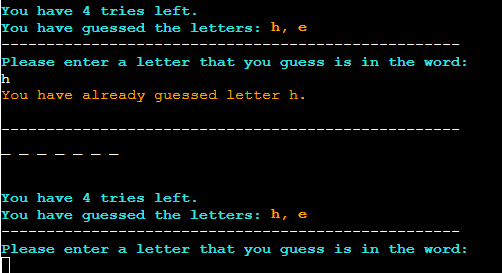 You have 4 tries left.
You have guessed the letters: h, e
---------------------------------------------------
Please enter a letter that you guess is in the word:
h
You have already guessed letter h.
---------------------------------------------------
_ _ _ _ _ _ _
You have 4 tries left.
You have guessed the letters: h, e
---------------------------------------------------
Please enter a letter that you guess is in the word: